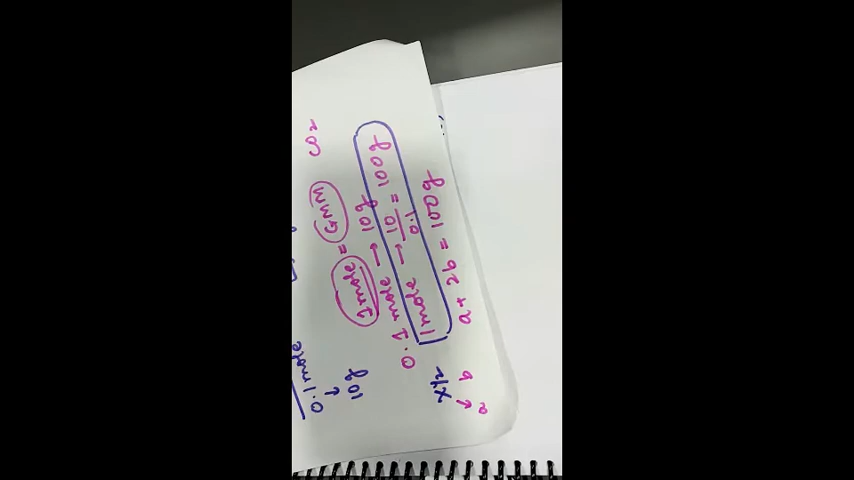 CO2
1 mole = GMM
0.1 mole → 10g
1 mole → 10/0.1 = 100g
a + 2b = 100g
0.1 mole
↓
10g
XY2
a b